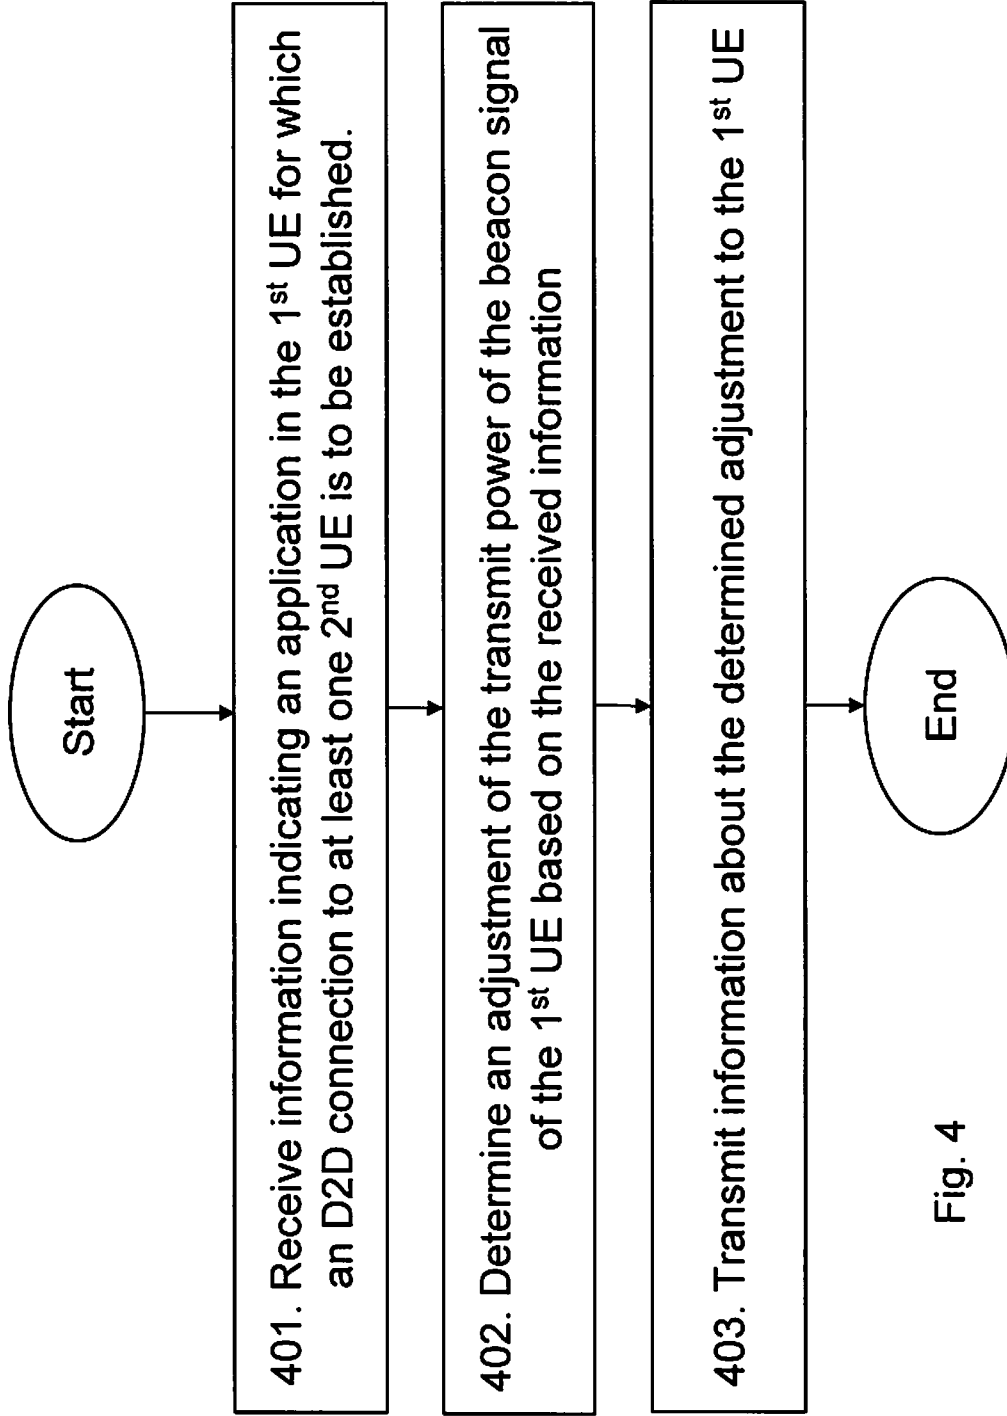 Start
401. Receive information indicating an application in the 1st UE for which
an D2D connection to at least one 2nd UE is to be established.
402. Determine an adjustment of the transmit power of the beacon signal
of the 1st UE based on the received information
403. Transmit information about the determined adjustment to the 1st UE
End
Fig. 4